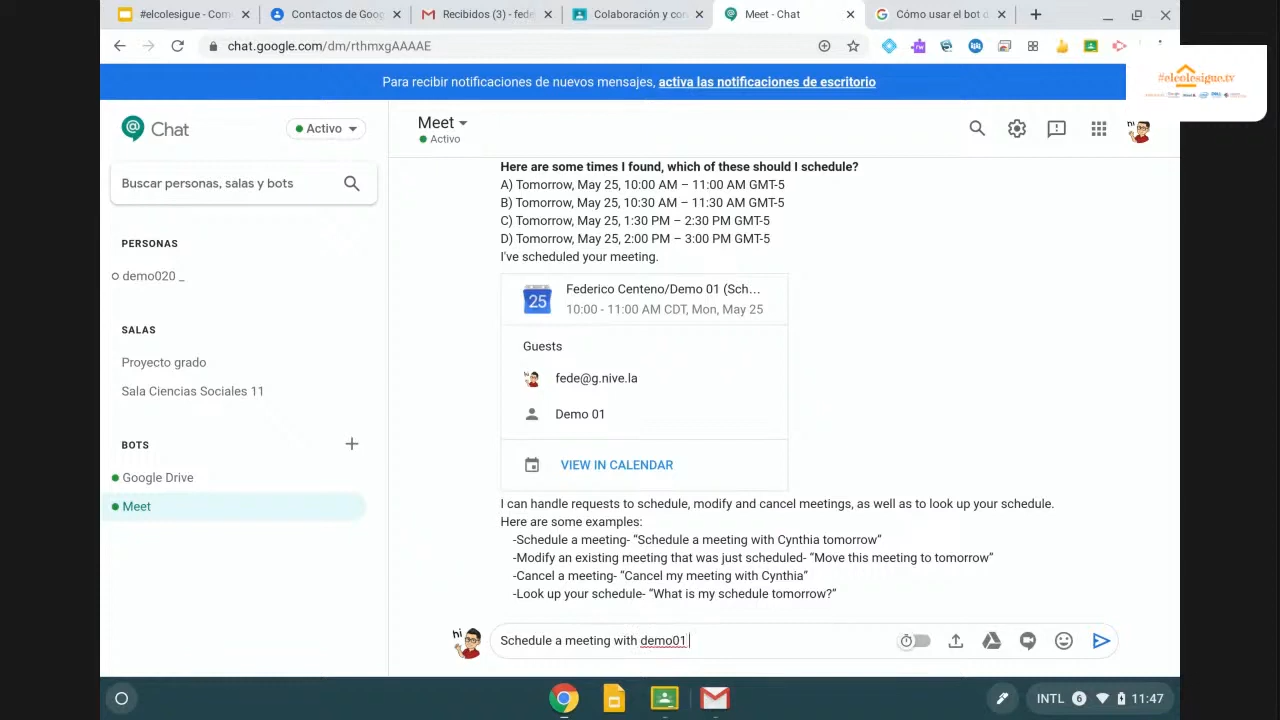 #elcolesigue - Com
Contactos de Goog
Recibidos (3) - fede
Colaboración y cor
Meet - Chat
Cómo usar el bot d
chat.google.com/dm/rthmxgAAAAE
Para recibir notificaciones de nuevos mensajes, activa las notificaciones de escritorio
#elcolesigue.tv
Chat
Activo
Meet
Activo
Buscar personas, salas y bots
PERSONAS
demo020 _
SALAS
Proyecto grado
Sala Ciencias Sociales 11
BOTS
Google Drive
Meet
Here are some times I found, which of these should I schedule?
A) Tomorrow, May 25, 10:00 AM – 11:00 AM GMT-5
B) Tomorrow, May 25, 10:30 AM – 11:30 AM GMT-5
C) Tomorrow, May 25, 1:30 PM – 2:30 PM GMT-5
D) Tomorrow, May 25, 2:00 PM – 3:00 PM GMT-5
I've scheduled your meeting.
25
Federico Centeno/Demo 01 (Sch...
10:00 - 11:00 AM CDT, Mon, May 25
Guests
fede@g.nive.la
Demo 01
VIEW IN CALENDAR
I can handle requests to schedule, modify and cancel meetings, as well as to look up your schedule.
Here are some examples:
-Schedule a meeting- “Schedule a meeting with Cynthia tomorrow”
-Modify an existing meeting that was just scheduled- “Move this meeting to tomorrow”
-Cancel a meeting- “Cancel my meeting with Cynthia”
-Look up your schedule- “What is my schedule tomorrow?”
hi
Schedule a meeting with demo01
INTL 6 11:47